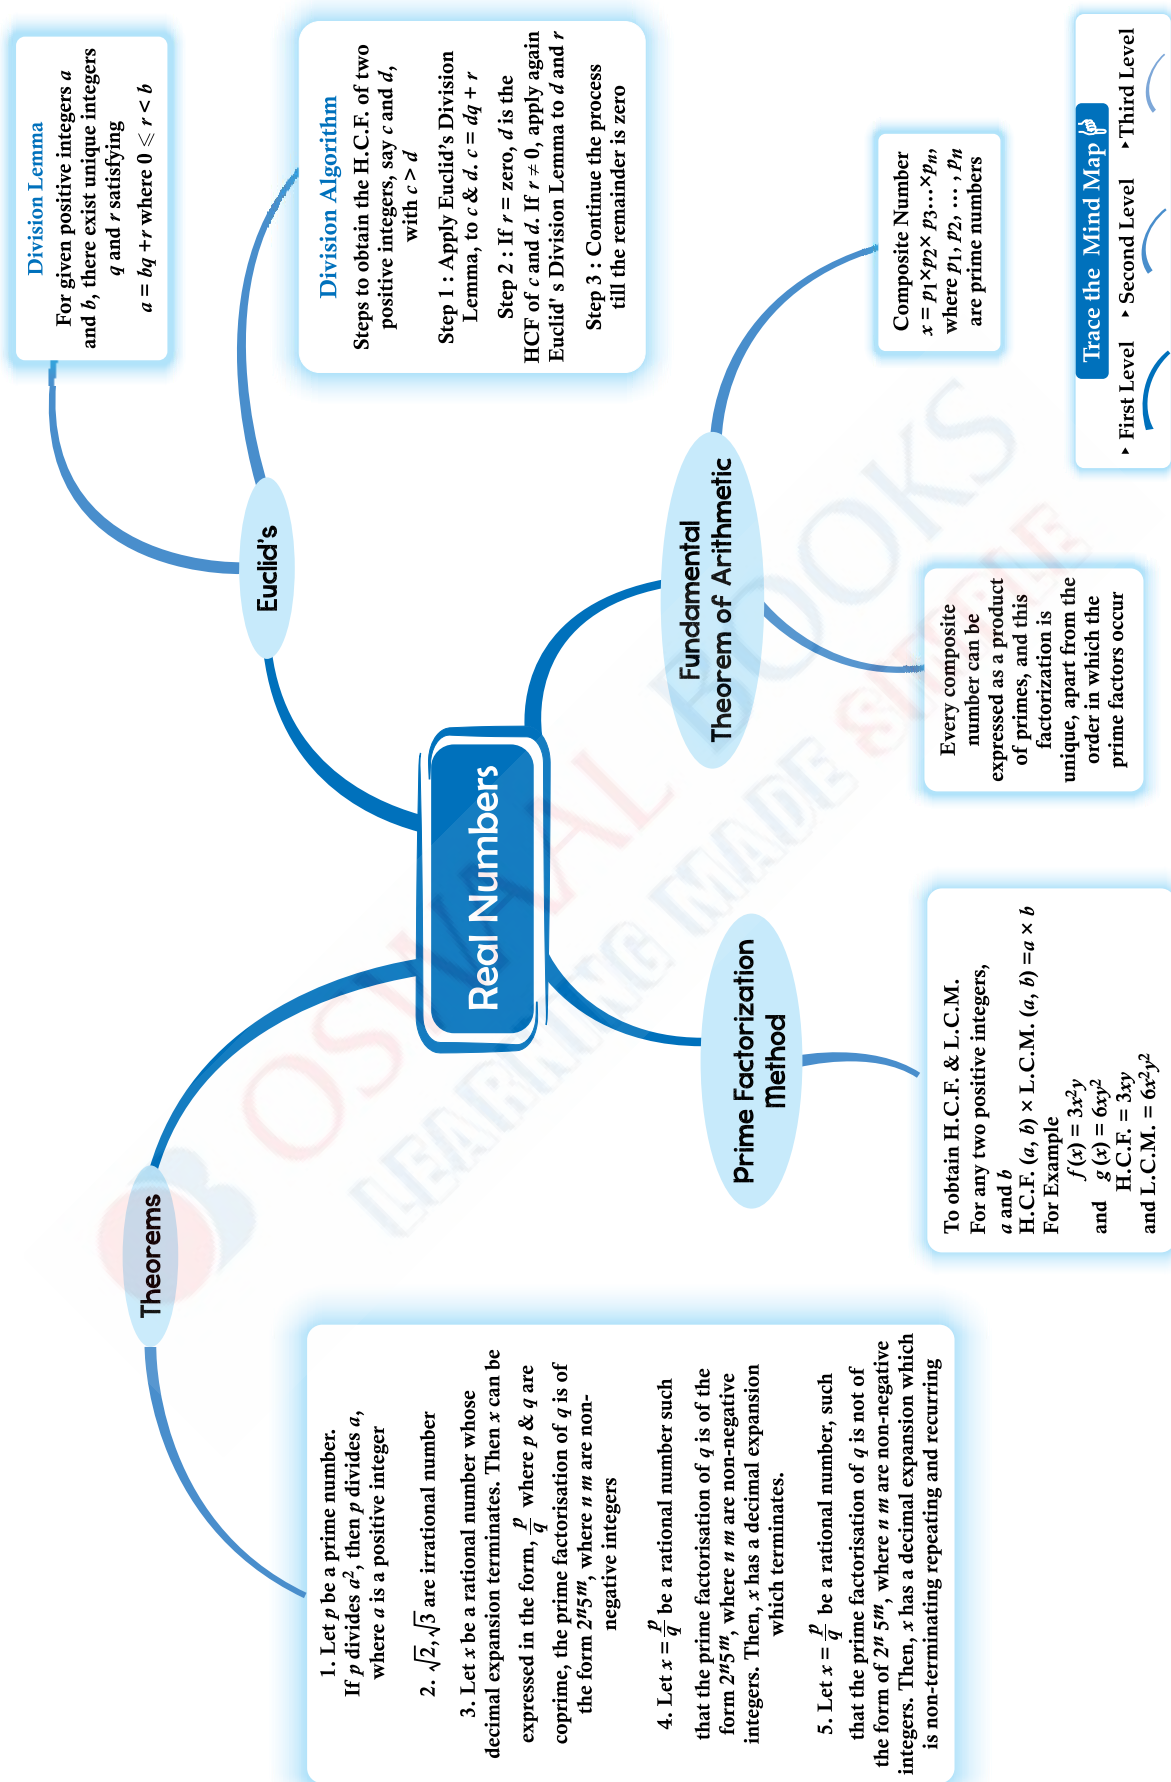 Real Numbers
Theorems
1. Let p be a prime number.
If p divides a², then p divides a,
where a is a positive integer
2. √2,√3 are irrational number
3. Let x be a rational number whose
decimal expansion terminates. Then x can be
expressed in the form, p/q where p & q are
coprime, the prime factorisation of q is of
the form 2ⁿ5ᵐ, where n m are non-
negative integers
4. Let x = p/q be a rational number such
that the prime factorisation of q is of the
form 2ⁿ5ᵐ, where n m are non-negative
integers. Then, x has a decimal expansion
which terminates.
5. Let x = p/q be a rational number, such
that the prime factorisation of q is not of
the form of 2ⁿ 5ᵐ, where n m are non-negative
integers. Then, x has a decimal expansion which
is non-terminating repeating and recurring
Euclid's
Division Lemma
For given positive integers a
and b, there exist unique integers
q and r satisfying
a = bq +r where 0 ⩽ r < b
Division Algorithm
Steps to obtain the H.C.F. of two
positive integers, say c and d,
with c > d
Step 1 : Apply Euclid's Division
Lemma, to c & d. c = dq + r
Step 2 : If r = zero, d is the
HCF of c and d. If r ≠ 0, apply again
Euclid' s Division Lemma to d and r
Step 3 : Continue the process
till the remainder is zero
Prime Factorization
Method
To obtain H.C.F. & L.C.M.
For any two positive integers,
a and b
H.C.F. (a, b) × L.C.M. (a, b) =a × b
For Example
f (x) = 3x²y
and g (x) = 6xy²
H.C.F. = 3xy
and L.C.M. = 6x²y²
Fundamental
Theorem of Arithmetic
Every composite
number can be
expressed as a product
of primes, and this
factorization is
unique, apart from the
order in which the
prime factors occur
Composite Number
x = p₁×p₂× p₃...×pₙ,
where p₁, p₂, ... , pₙ
are prime numbers
Trace the Mind Map
▸ First Level ▸ Second Level ▸Third Level
OSWAAL BOOKS
LEARNING MADE SIMPLE